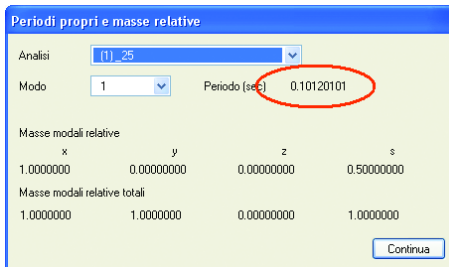 Periodi propri e masse relative
Analisi (1)_25
Modo 1 Periodo (sec) 0.10120101
Masse modali relative
x y z s
1.0000000 0.00000000 0.00000000 0.50000000
Masse modali relative totali
1.0000000 1.0000000 0.00000000 1.0000000
Continua